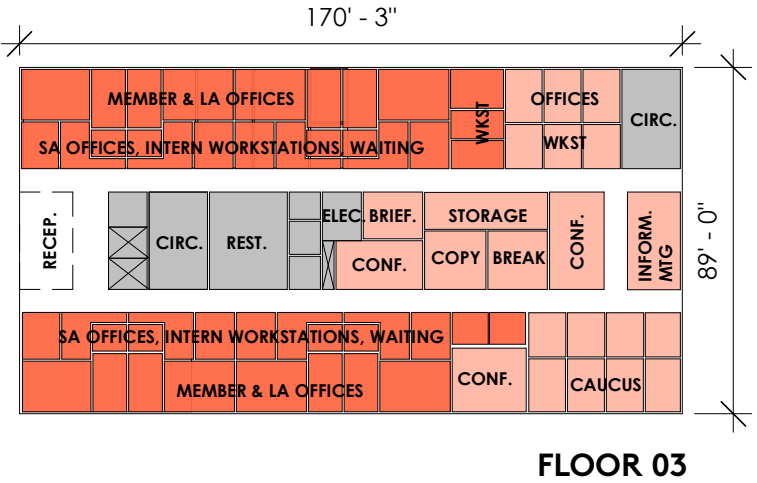 170' - 3"
MEMBER & LA OFFICES
OFFICES
WKST
CIRC.
SA OFFICES, INTERN WORKSTATIONS, WAITING
WKST
RECEP.
CIRC.
REST.
ELEC.
BRIEF.
STORAGE
CONF.
COPY
BREAK
CONF.
INFORM.
MTG
89' - 0"
SA OFFICES, INTERN WORKSTATIONS, WAITING
MEMBER & LA OFFICES
CONF.
CAUCUS
FLOOR 03